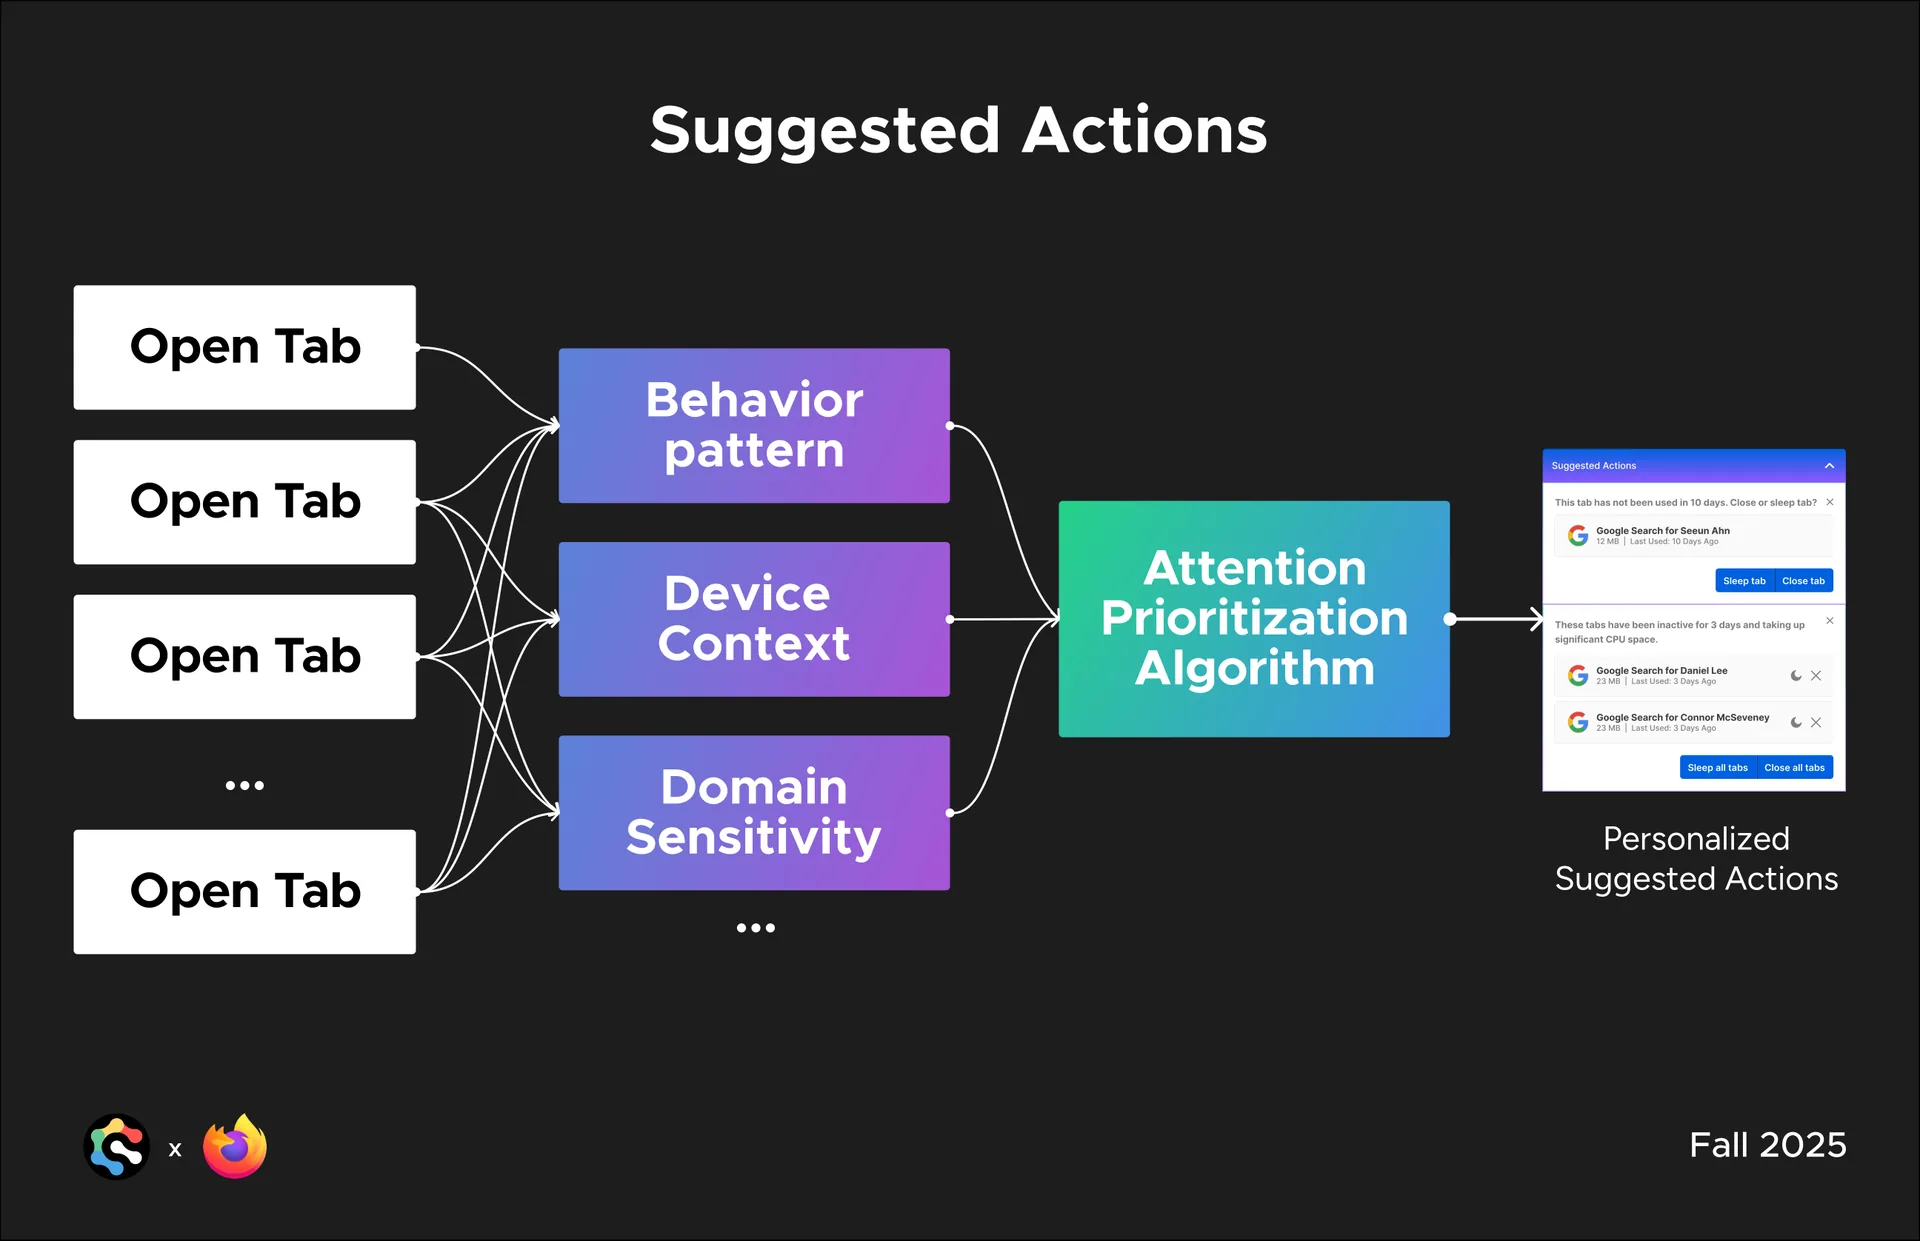 Suggested Actions
Open Tab
Open Tab
Open Tab
...
Open Tab
Behavior
pattern
Device
Context
Domain
Sensitivity
...
Attention
Prioritization
Algorithm
Suggested Actions
This tab has not been used in 10 days. Close or sleep tab?
Google Search for Seeun Ahn
12 MB | Last Used: 10 Days Ago
Sleep tab Close tab
These tabs have been inactive for 3 days and taking up
significant CPU space.
Google Search for Daniel Lee
23 MB | Last Used: 3 Days Ago
Google Search for Connor McSeveney
23 MB | Last Used: 3 Days Ago
Sleep all tabs Close all tabs
Personalized
Suggested Actions
x
Fall 2025